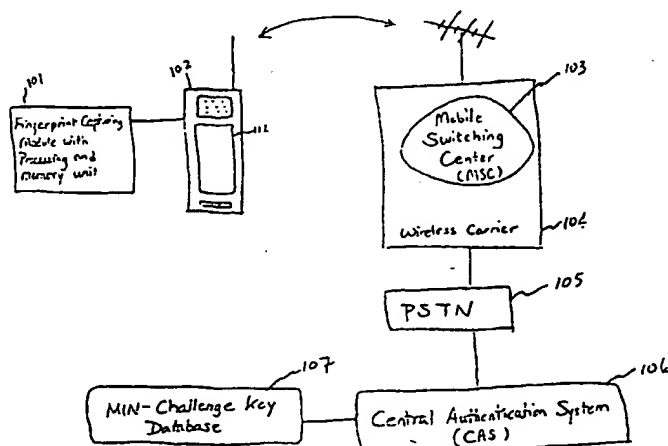 101
Fingerprint Capturing
Module with
Processing and
Memory unit
102
112
103
Mobile
Switching
Center
(MSC)
Wireless Carrier
104
PSTN
105
107
MIN-Challenge Key
Database
106
Central Authentication System
(CAS)